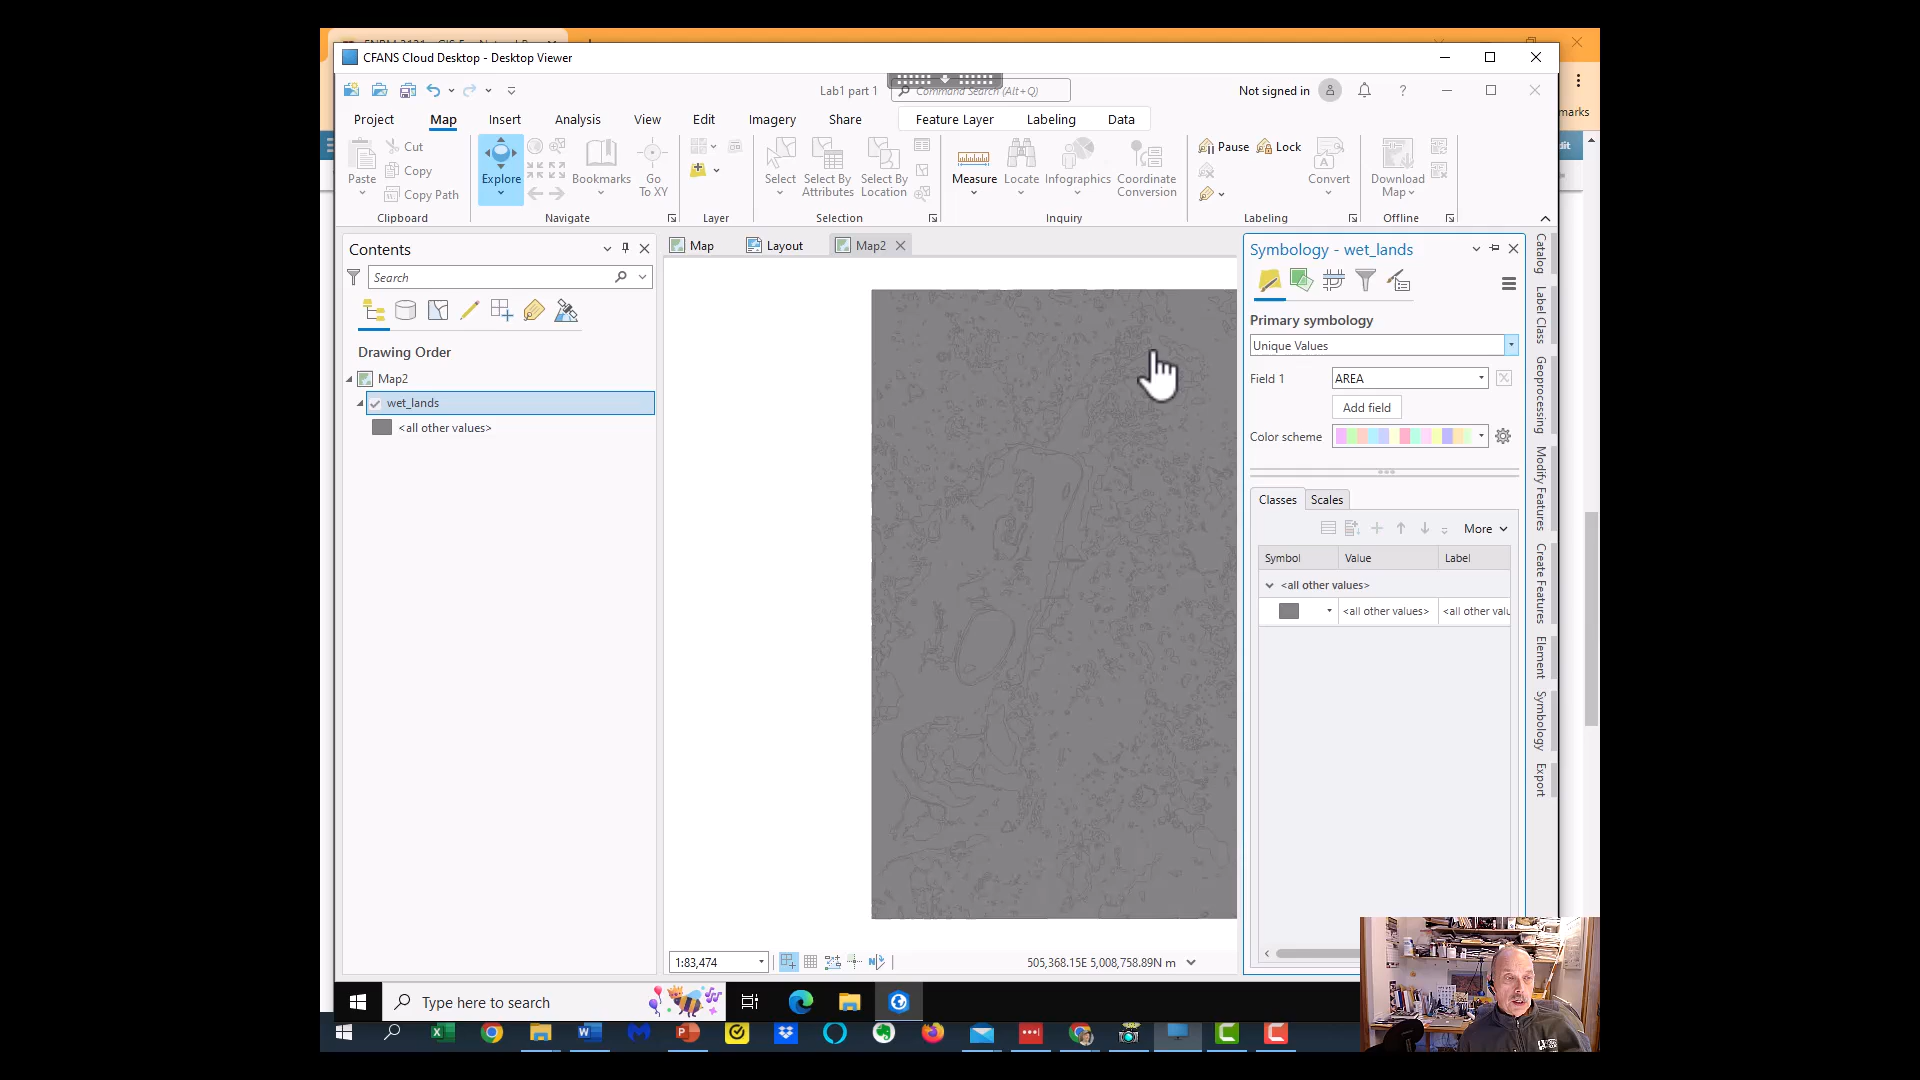 CFANS Cloud Desktop - Desktop Viewer
Lab1 part 1
Command Search (Alt+Q)
Not signed in
?
marks
Project
Map
Insert
Analysis
View
Edit
Imagery
Share
Feature Layer
Labeling
Data
Paste
Cut
Copy
Copy Path
Clipboard
Explore
Bookmarks
Go To XY
Navigate
Layer
Select
Select By Attributes
Select By Location
Selection
Measure
Locate
Infographics
Coordinate Conversion
Inquiry
Pause
Lock
Labeling
Convert
Download Map
Offline
dit
Contents
Search
Drawing Order
Map2
wet_lands
<all other values>
Map
Layout
Map2
1:83,474
505,368.15E 5,008,758.89N m
Symbology - wet_lands
Primary symbology
Unique Values
Field 1
AREA
Add field
Color scheme
Classes
Scales
More
Symbol
Value
Label
<all other values>
<all other values>
<all other valu
Catalog
Label Class
Geoprocessing
Modify Features
Create Features
Element
Symbology
Export
Type here to search